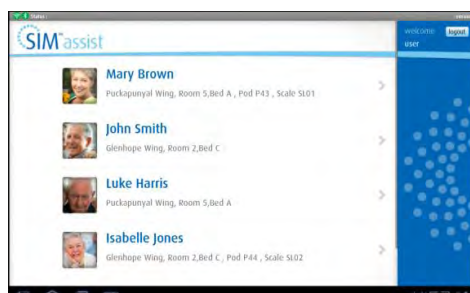 Status:
SIM™assist
welcome
user
logout
Mary Brown
Puckapunyal Wing, Room 5,Bed A , Pod P43 , Scale SL01
John Smith
Glenhope Wing, Room 2,Bed C
Luke Harris
Puckapunyal Wing, Room 5,Bed A
Isabelle Jones
Glenhope Wing, Room 2,Bed C , Pod P44 , Scale SL02